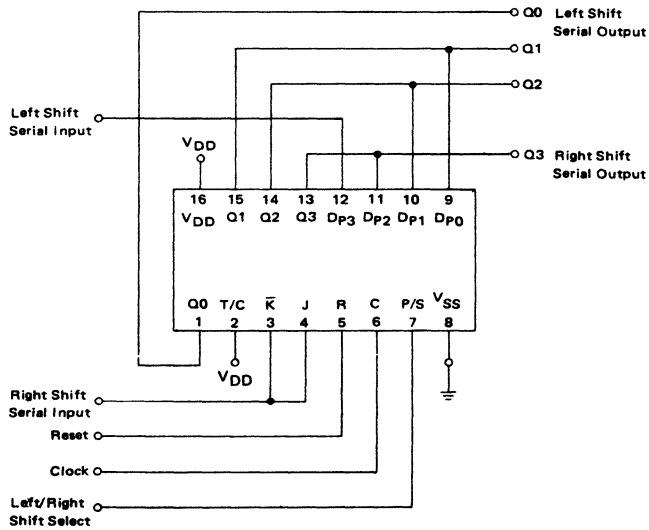 Q0 Left Shift
Serial Output
Q1
Q2
Left Shift
Serial Input
VDD
Q3 Right Shift
Serial Output
16 15 14 13 12 11 10 9
VDD Q1 Q2 Q3 DP3 DP2 DP1 DP0
Q0 T/C K̅ J R C P/S VSS
1 2 3 4 5 6 7 8
VDD
Right Shift
Serial Input
Reset
Clock
Left/Right
Shift Select